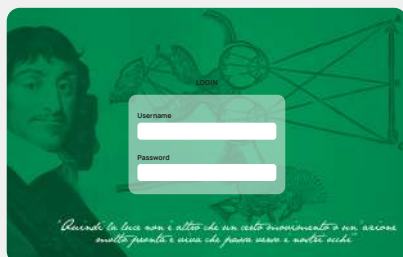 LOGIN
Username
Password
"Quindi la luce non è altro che un certo movimento o un'azione
molto pronta e viva che passa verso i nostri occhi"